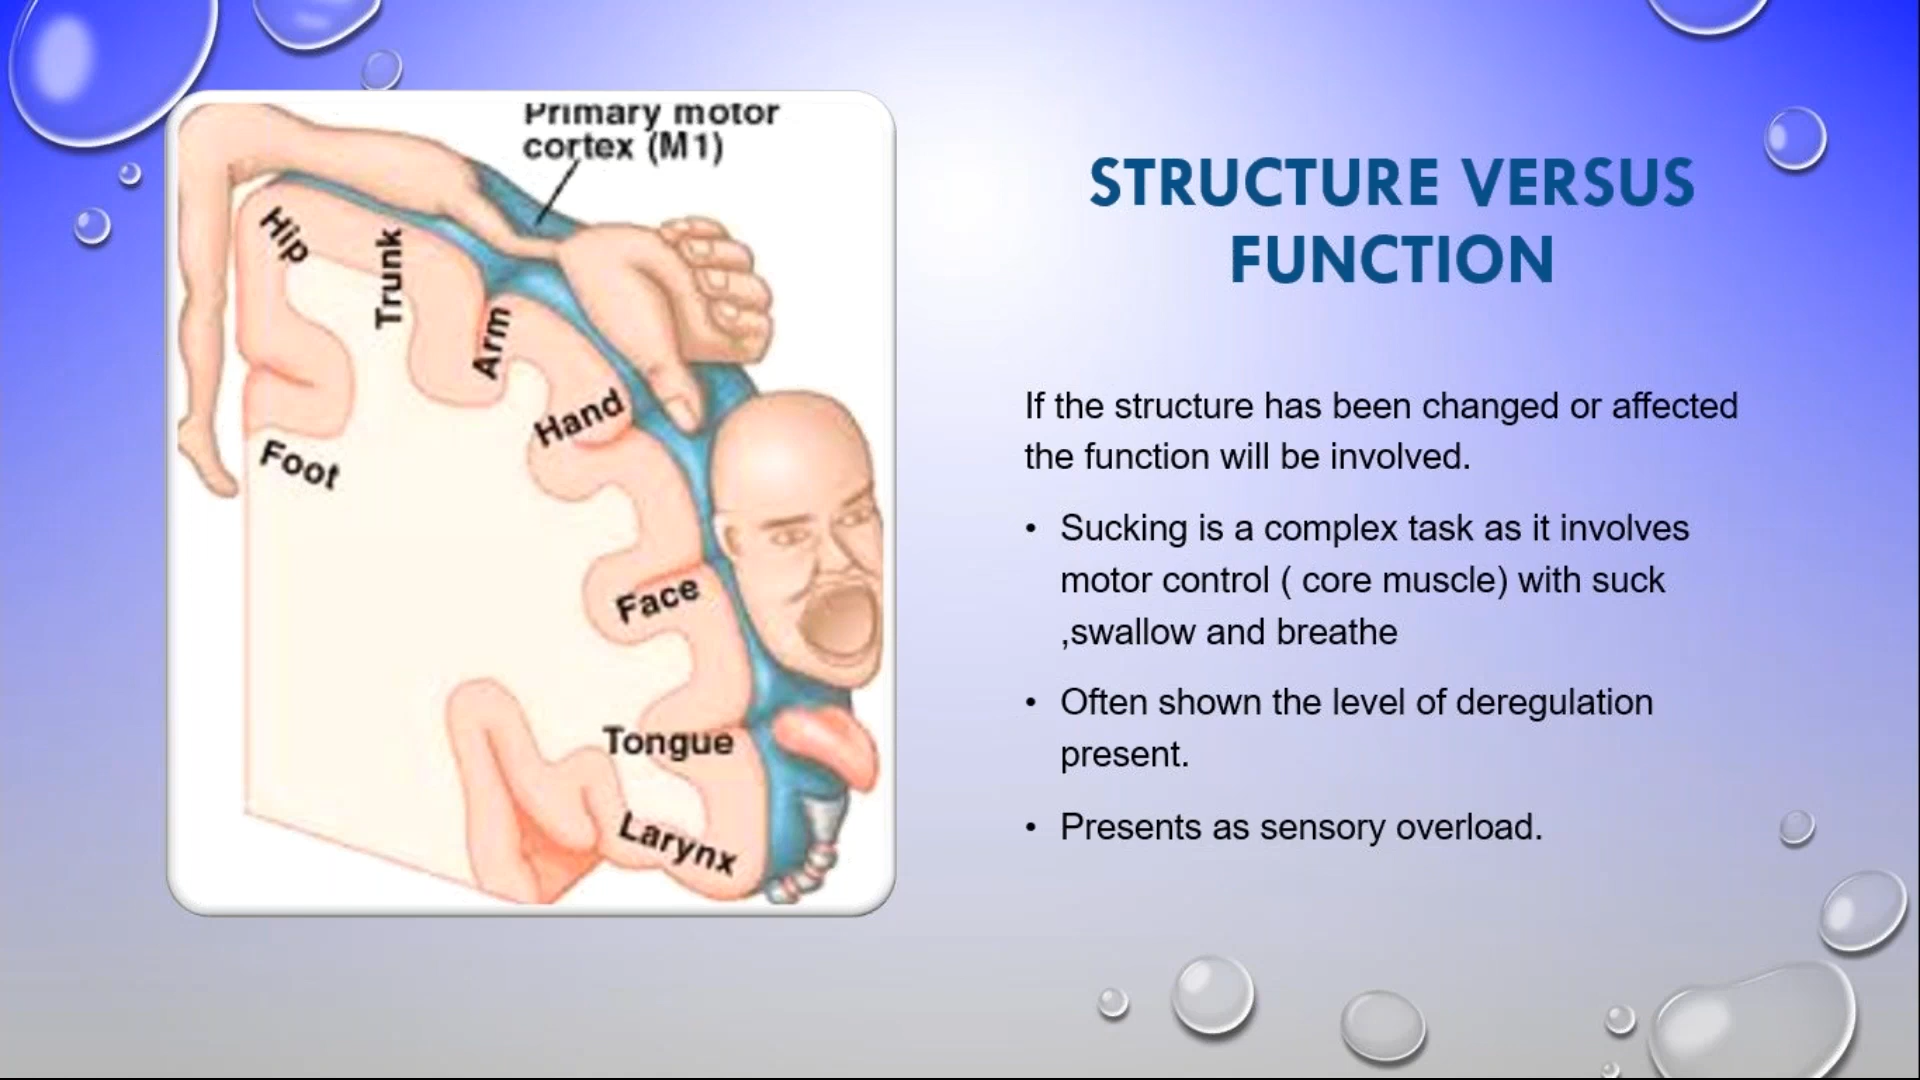 Primary motor
cortex (M1)
Hip
Trunk
Arm
Hand
Foot
Face
Tongue
Larynx
STRUCTURE VERSUS
FUNCTION
If the structure has been changed or affected
the function will be involved.
• Sucking is a complex task as it involves
motor control ( core muscle) with suck
,swallow and breathe
• Often shown the level of deregulation
present.
• Presents as sensory overload.